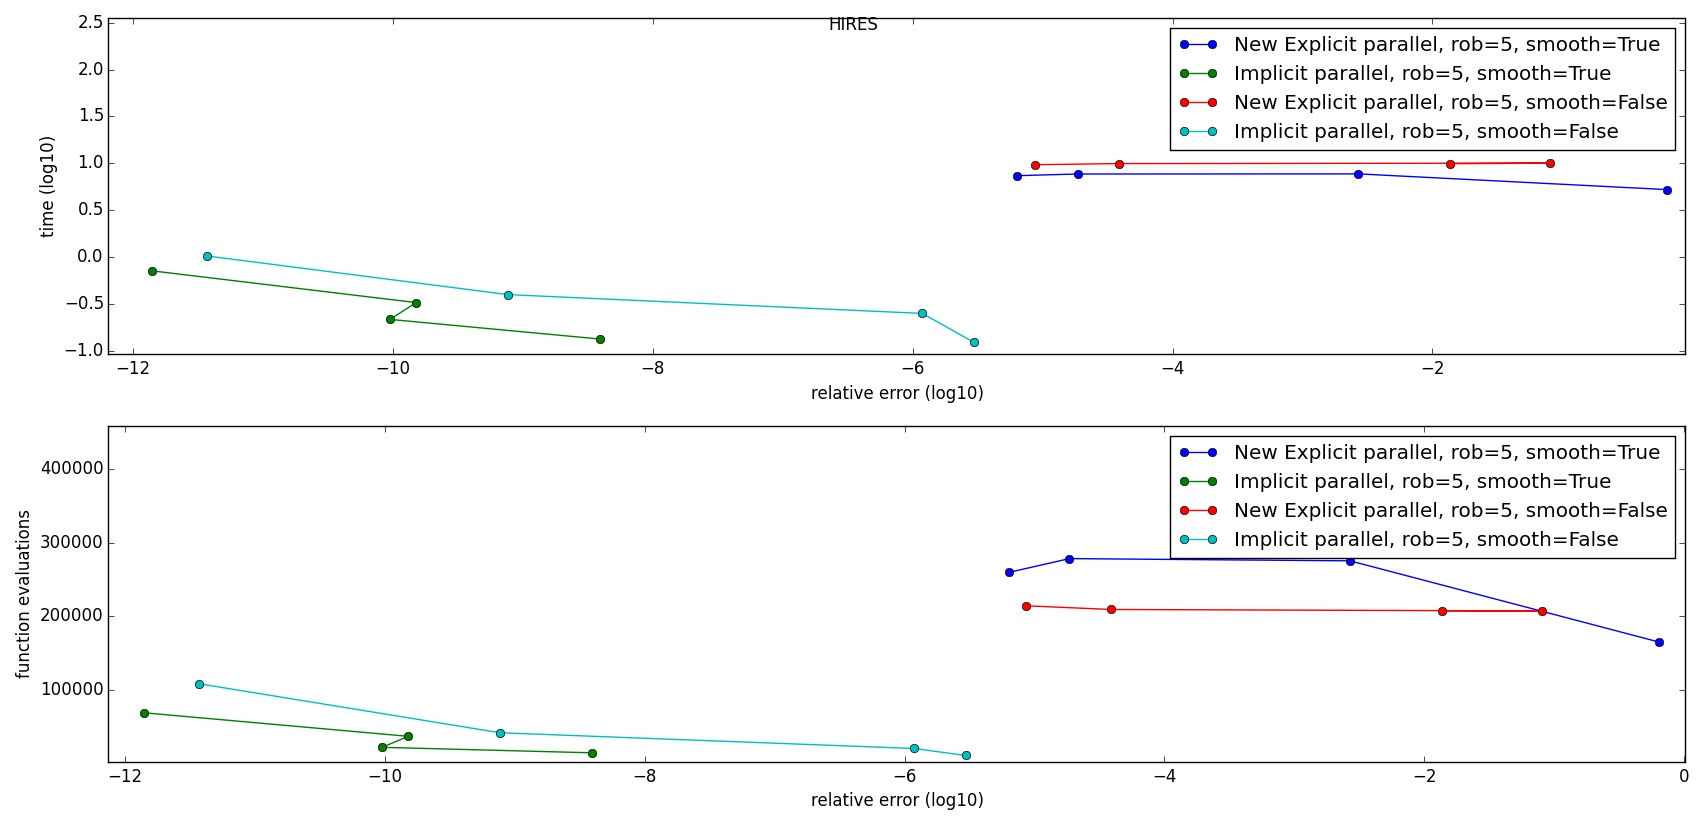 HIRES
2.5
2.0
1.5
1.0
0.5
0.0
−0.5
−1.0
time (log10)
New Explicit parallel, rob=5, smooth=True
Implicit parallel, rob=5, smooth=True
New Explicit parallel, rob=5, smooth=False
Implicit parallel, rob=5, smooth=False
−12 −10 −8 −6 −4 −2
relative error (log10)
400000
300000
200000
100000
function evaluations
New Explicit parallel, rob=5, smooth=True
Implicit parallel, rob=5, smooth=True
New Explicit parallel, rob=5, smooth=False
Implicit parallel, rob=5, smooth=False
−12 −10 −8 −6 −4 −2 0
relative error (log10)